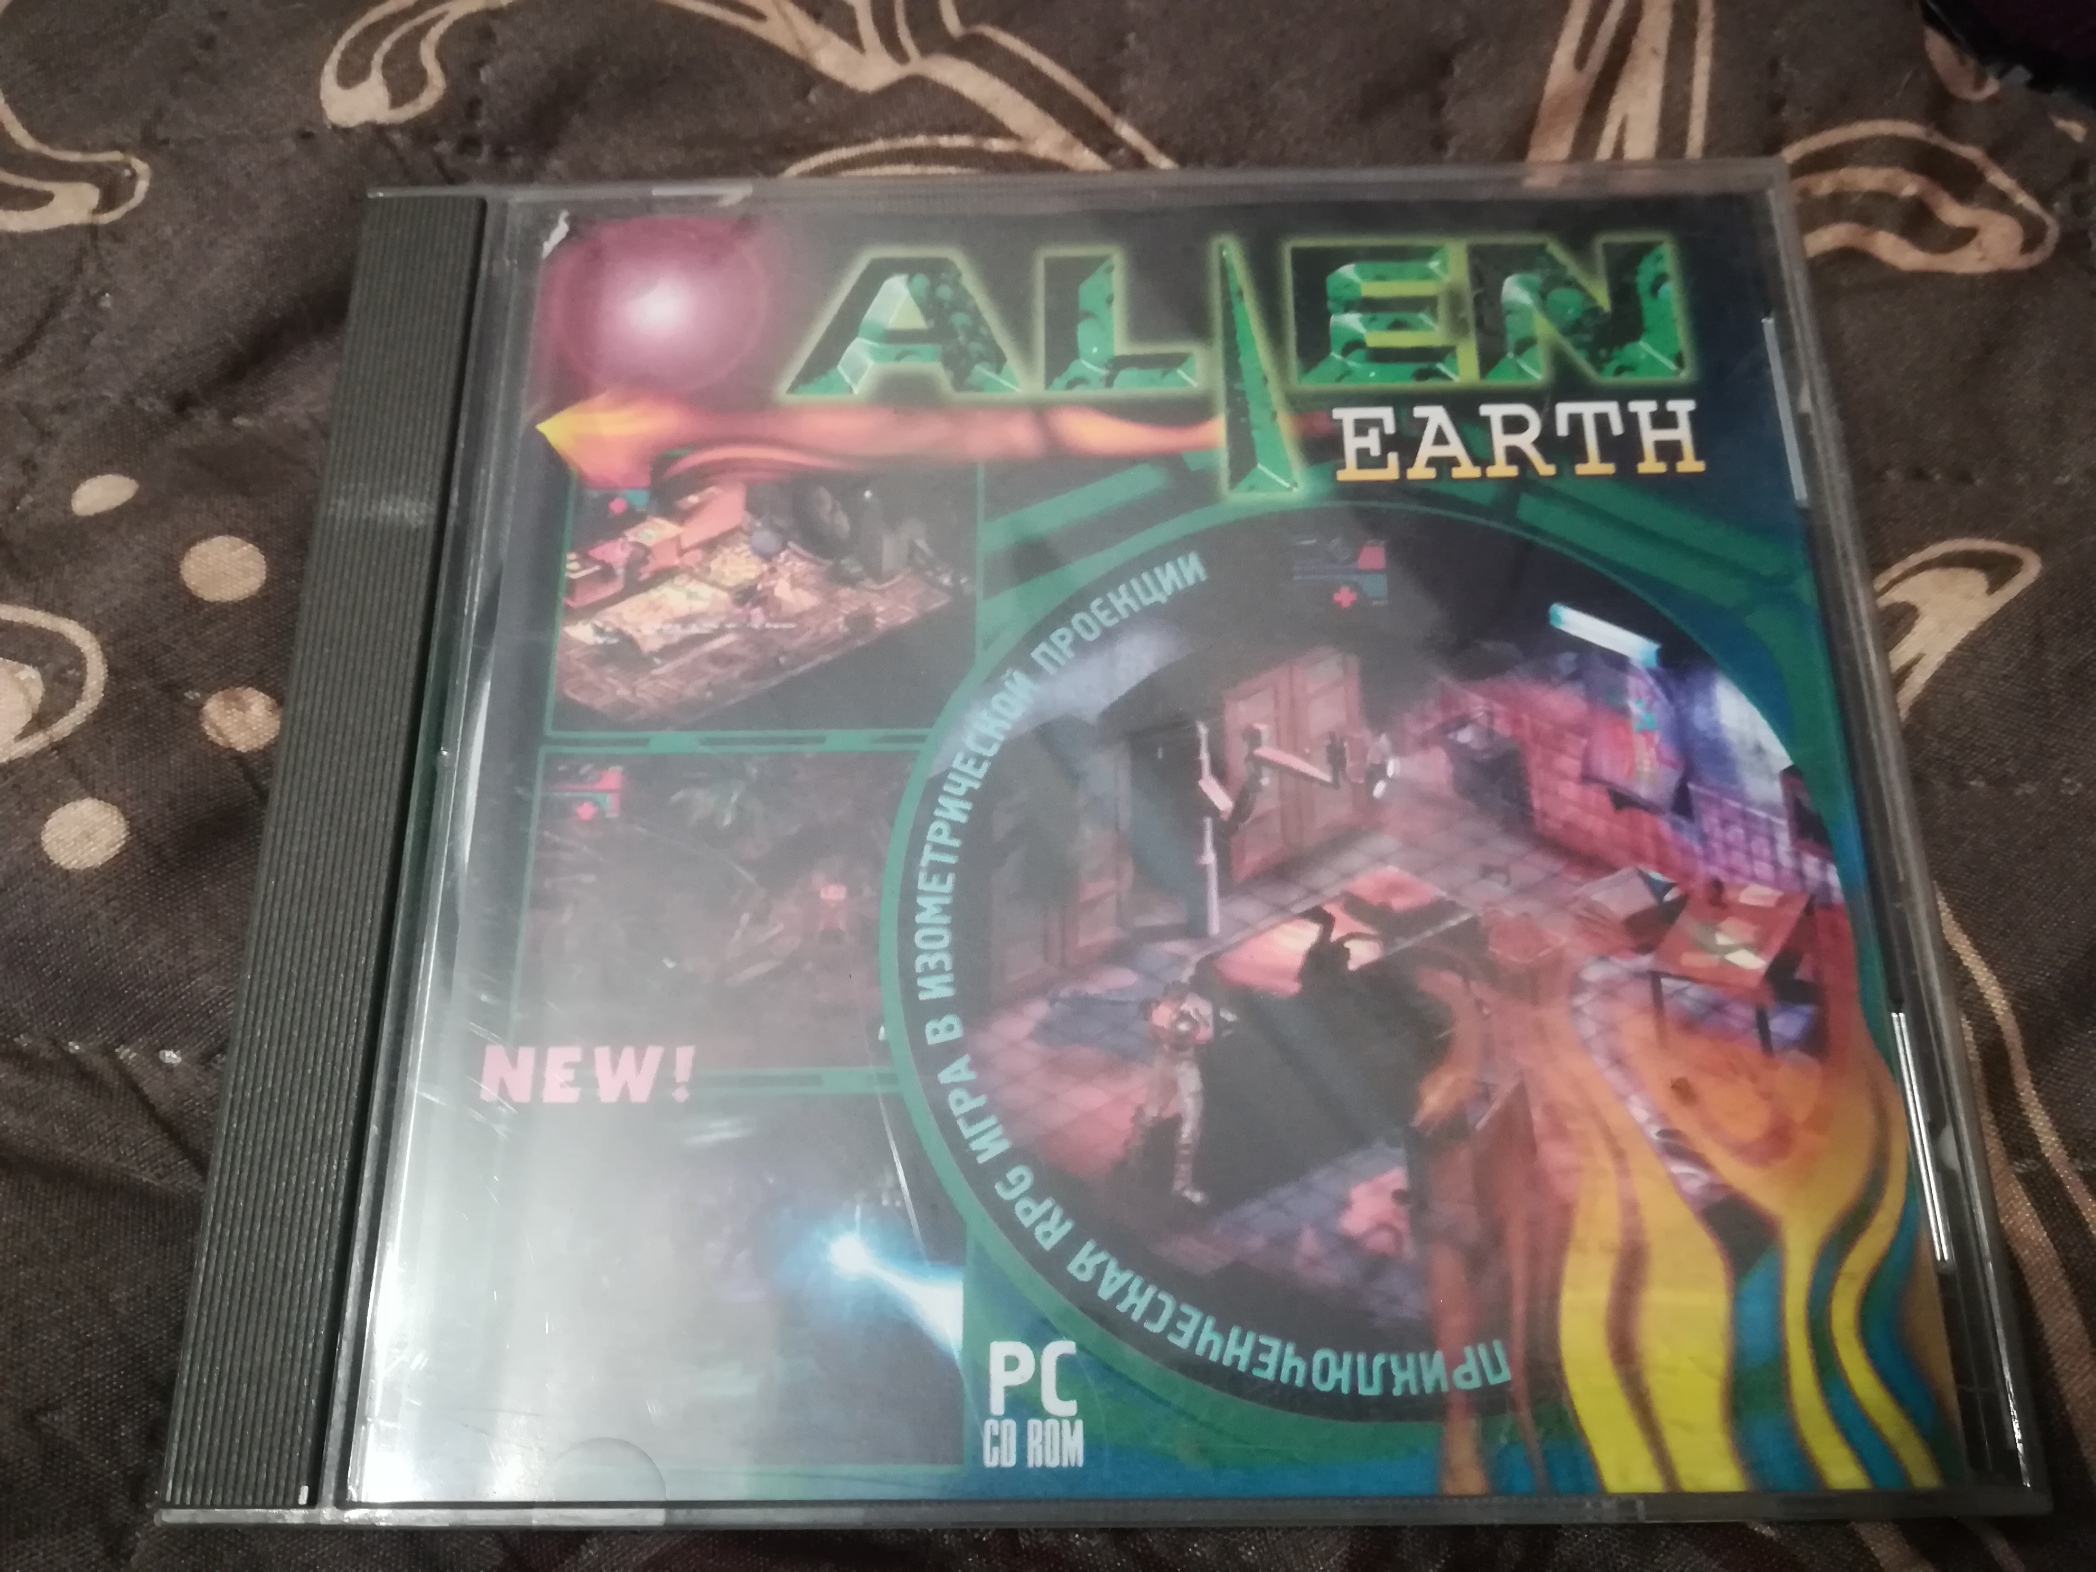 ALIEN
EARTH
ПРИКЛЮЧЕНЧЕСКАЯ RPG ИГРА В ИЗОМЕТРИЧЕСКОЙ ПРОЕКЦИИ
NEW!
PC
CD ROM